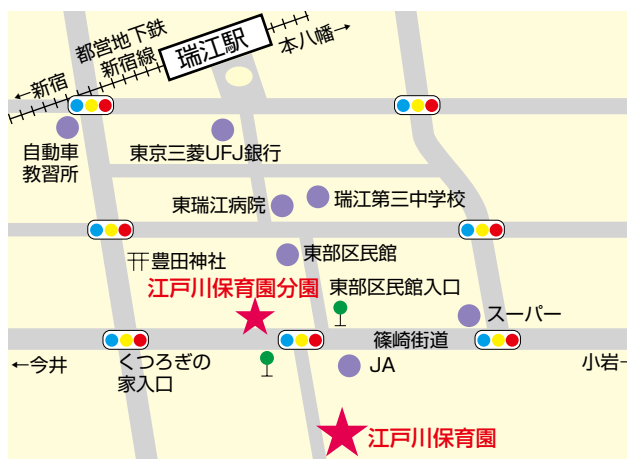 都営地下鉄
新宿線
瑞江駅
本八幡→
←新宿
自動車
教習所
東京三菱UFJ銀行
東瑞江病院
瑞江第三中学校
東部区民館
豊田神社
江戸川保育園分園
東部区民館入口
スーパー
篠崎街道
←今井
くつろぎの
家入口
JA
小岩→
江戸川保育園